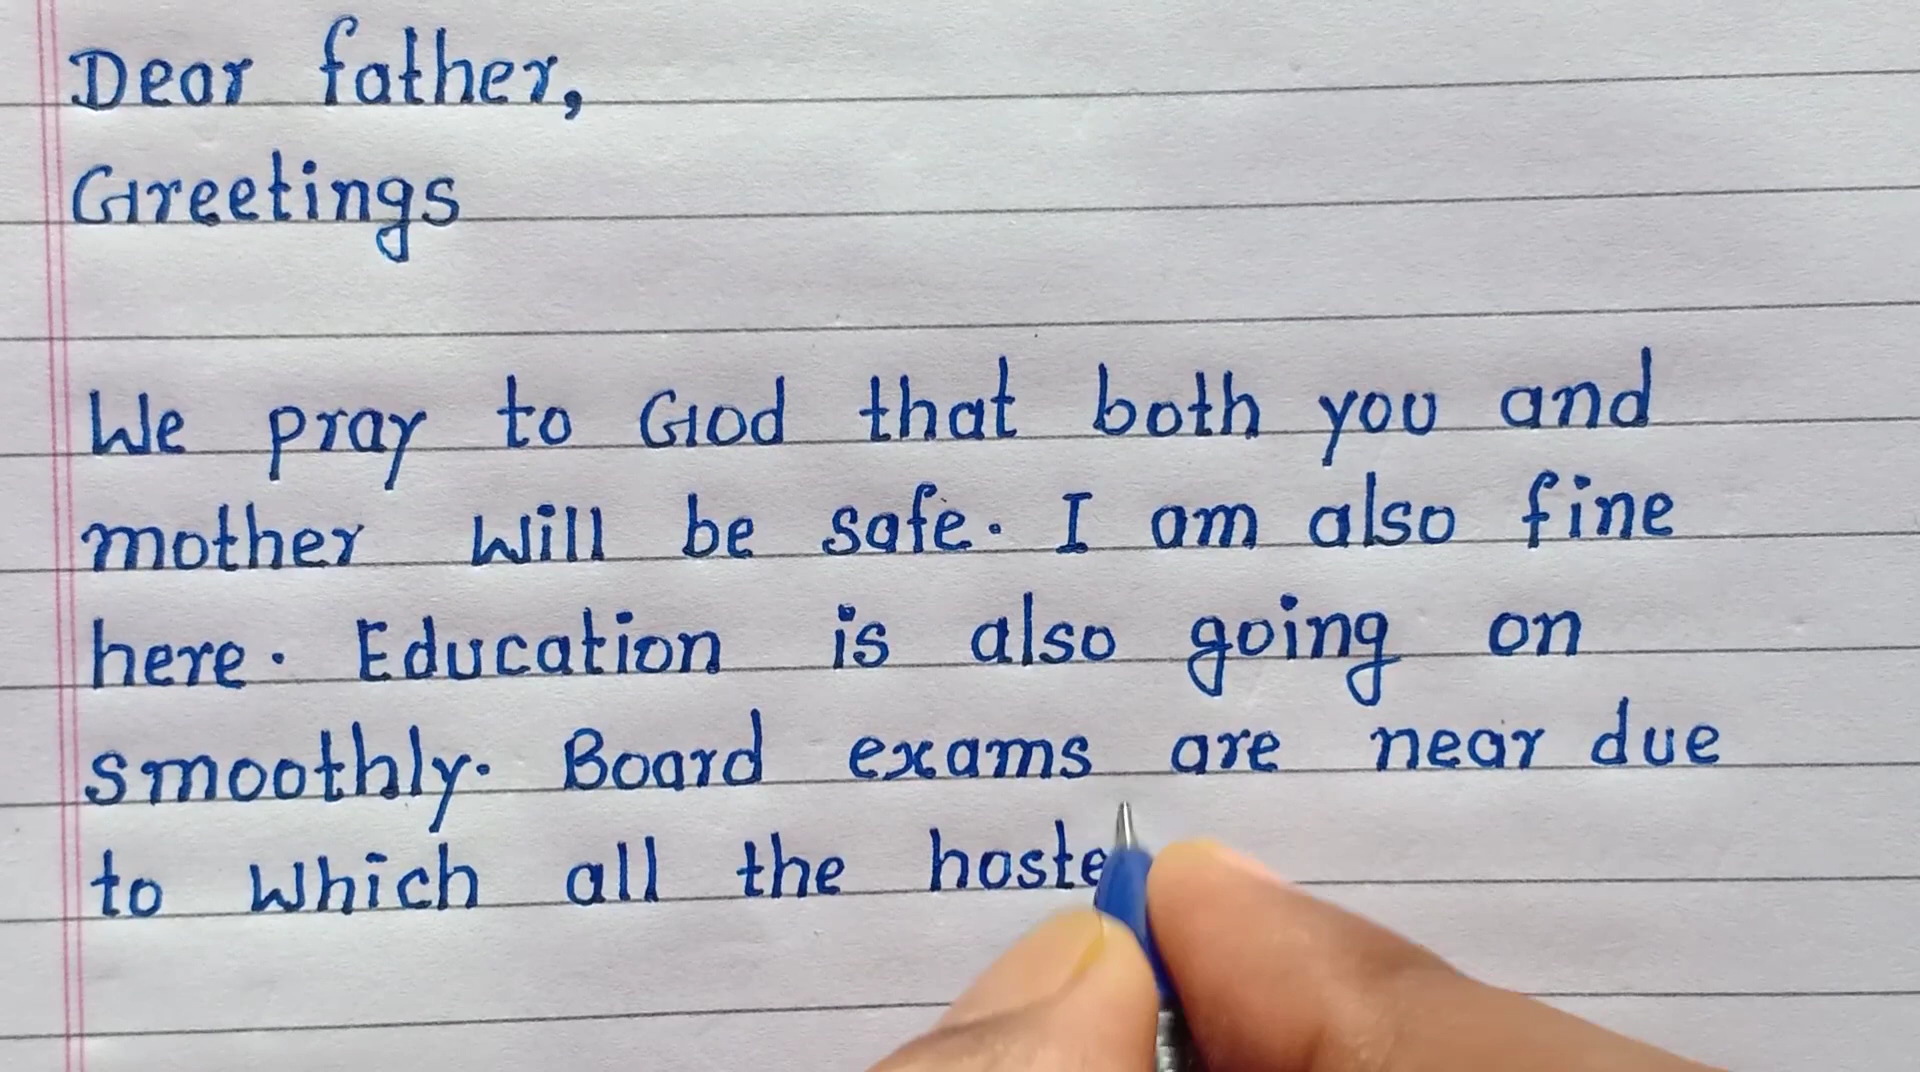 Dear father,
Greetings
We pray to God that both you and
mother will be safe. I am also fine
here. Education is also going on
smoothly. Board exams are near due
to which all the hoste